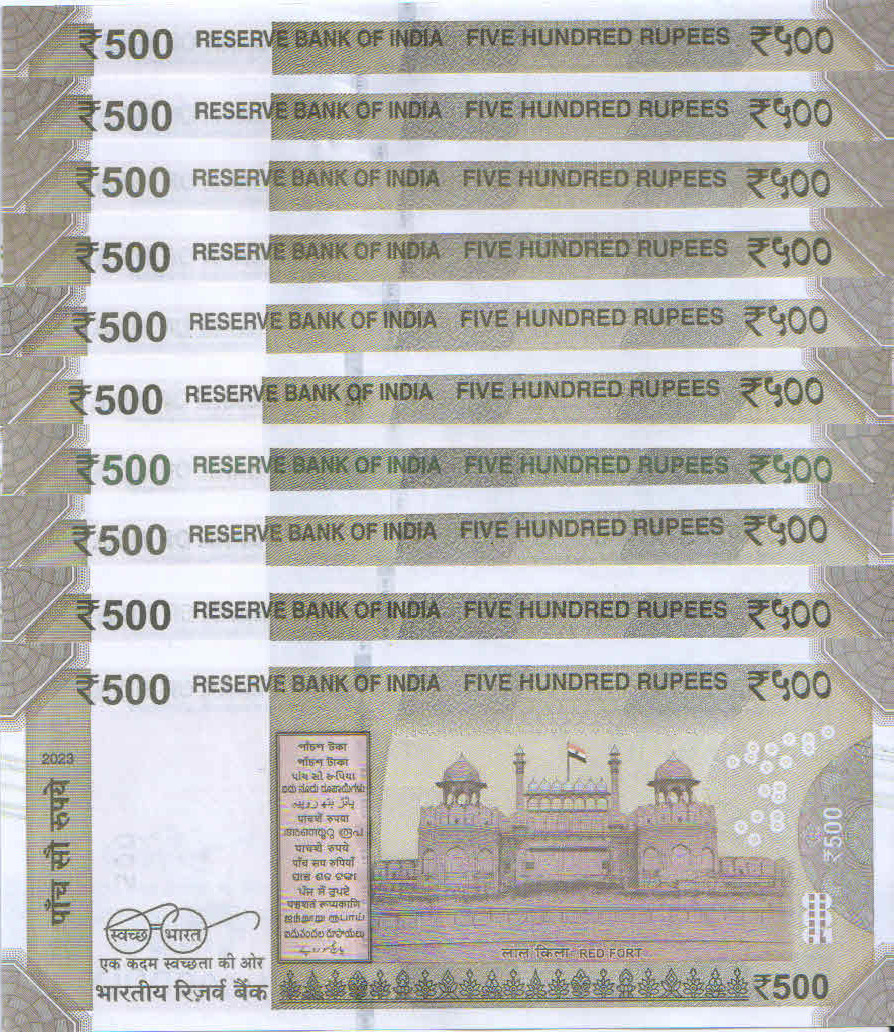 ₹500 RESERVE BANK OF INDIA FIVE HUNDRED RUPEES ₹५००
₹500 RESERVE BANK OF INDIA FIVE HUNDRED RUPEES ₹५००
₹500 RESERVE BANK OF INDIA FIVE HUNDRED RUPEES ₹५००
₹500 RESERVE BANK OF INDIA FIVE HUNDRED RUPEES ₹५००
₹500 RESERVE BANK OF INDIA FIVE HUNDRED RUPEES ₹५००
₹500 RESERVE BANK OF INDIA FIVE HUNDRED RUPEES ₹५००
₹500 RESERVE BANK OF INDIA FIVE HUNDRED RUPEES ₹५००
₹500 RESERVE BANK OF INDIA FIVE HUNDRED RUPEES ₹५००
₹500 RESERVE BANK OF INDIA FIVE HUNDRED RUPEES ₹५००
₹500 RESERVE BANK OF INDIA FIVE HUNDRED RUPEES ₹५००
2023
पाँच सौ रुपये
पाचशें रुपया
पाचशे रुपये
₹500
लाल क़िला RED FORT
स्वच्छ भारत
एक कदम स्वच्छता की ओर
भारतीय रिज़र्व बैंक
₹500